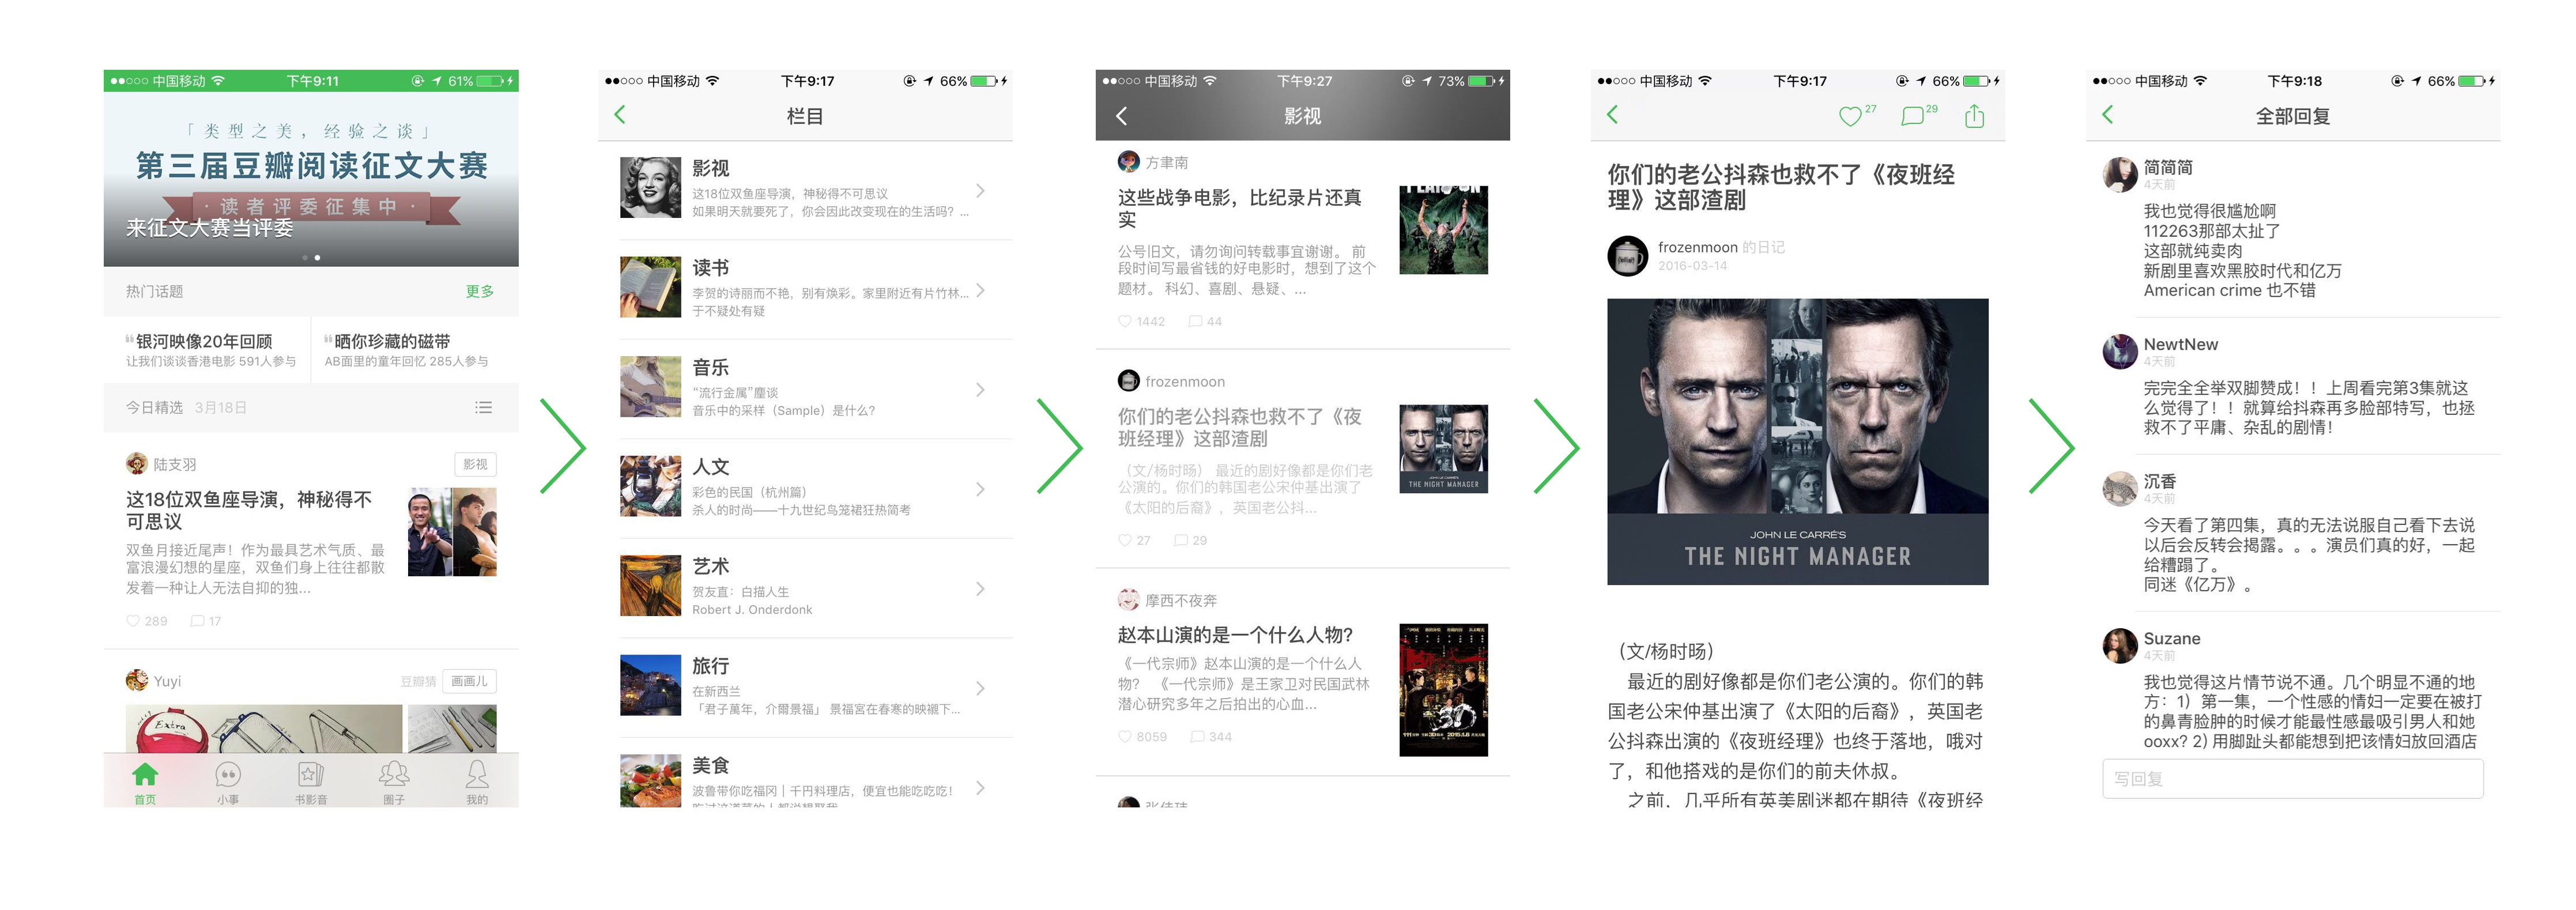 中国移动 下午9:11 61%
「类型之美，经验之谈」
第三届豆瓣阅读征文大赛
·读者评委征集中·
来征文大赛当评委
热门话题 更多
银河映像20年回顾
让我们谈谈香港电影 591人参与
晒你珍藏的磁带
AB面里的童年回忆 285人参与
今日精选 3月18日
陆支羽 影视
这18位双鱼座导演，神秘得不
可思议
双鱼月接近尾声！作为最具艺术气质、最
富浪漫幻想的星座，双鱼们身上往往都散
发着一种让人无法自抑的独...
289 17
Yuyi 豆瓣猜 画画儿
Extra
首页 小事 书影音 圈子 我的
中国移动 下午9:17 66%
栏目
影视
这18位双鱼座导演，神秘得不可思议
如果明天就要死了，你会因此改变现在的生活吗？...
读书
李贺的诗丽而不艳，别有焕彩。家里附近有片竹林...
于不疑处有疑
音乐
“流行金属”麈谈
音乐中的采样（Sample）是什么？
人文
彩色的民国（杭州篇）
杀人的时尚——十九世纪鸟笼裙狂热简考
艺术
贺友直：白描人生
Robert J. Onderdonk
旅行
在新西兰
「君子萬年，介爾景福」 景福宮在春寒的映襯下...
美食
波鲁带你吃福冈｜千円料理店，便宜也能吃吃吃！
中国移动 下午9:27 73%
影视
方聿南
这些战争电影，比纪录片还真
实
公号旧文，请勿询问转载事宜谢谢。 前
段时间写最省钱的好电影时，想到了这个
题材。 科幻、喜剧、悬疑、...
1442 44
frozenmoon
你们的老公抖森也救不了《夜
班经理》这部渣剧
（文/杨时旸） 最近的剧好像都是你们老
公演的。你们的韩国老公宋仲基出演了
《太阳的后裔》，英国老公抖...
THE NIGHT MANAGER
27 29
摩西不夜奔
赵本山演的是一个什么人物？
《一代宗师》赵本山演的是一个什么人
物？ 《一代宗师》是王家卫对民国武林
潜心研究多年之后拍出的心血...
3D
8059 344
中国移动 下午9:17 66%
27 29
你们的老公抖森也救不了《夜班经
理》这部渣剧
frozenmoon 的日记
2016-03-14
JOHN LE CARRÉ'S
THE NIGHT MANAGER
（文/杨时旸）
最近的剧好像都是你们老公演的。你们的韩
国老公宋仲基出演了《太阳的后裔》，英国老
公抖森出演的《夜班经理》也终于落地，哦对
了，和他搭戏的是你们的前夫休叔。
之前，几乎所有英美剧迷都在期待《夜班经
中国移动 下午9:18 66%
全部回复
简简简
4天前
我也觉得很尴尬啊
112263那部太扯了
这部就纯卖肉
新剧里喜欢黑胶时代和亿万
American crime 也不错
NewtNew
4天前
完完全全举双脚赞成！！上周看完第3集就这
么觉得了！！就算给抖森再多脸部特写，也拯
救不了平庸、杂乱的剧情！
沉香
4天前
今天看了第四集，真的无法说服自己看下去说
以后会反转会揭露。。。演员们真的好，一起
给糟蹋了。
同迷《亿万》。
Suzane
4天前
我也觉得这片情节说不通。几个明显不通的地
方：1）第一集，一个性感的情妇一定要在被打
的鼻青脸肿的时候才能最性感最吸引男人和她
ooxx? 2) 用脚趾头都能想到把该情妇放回酒店
写回复